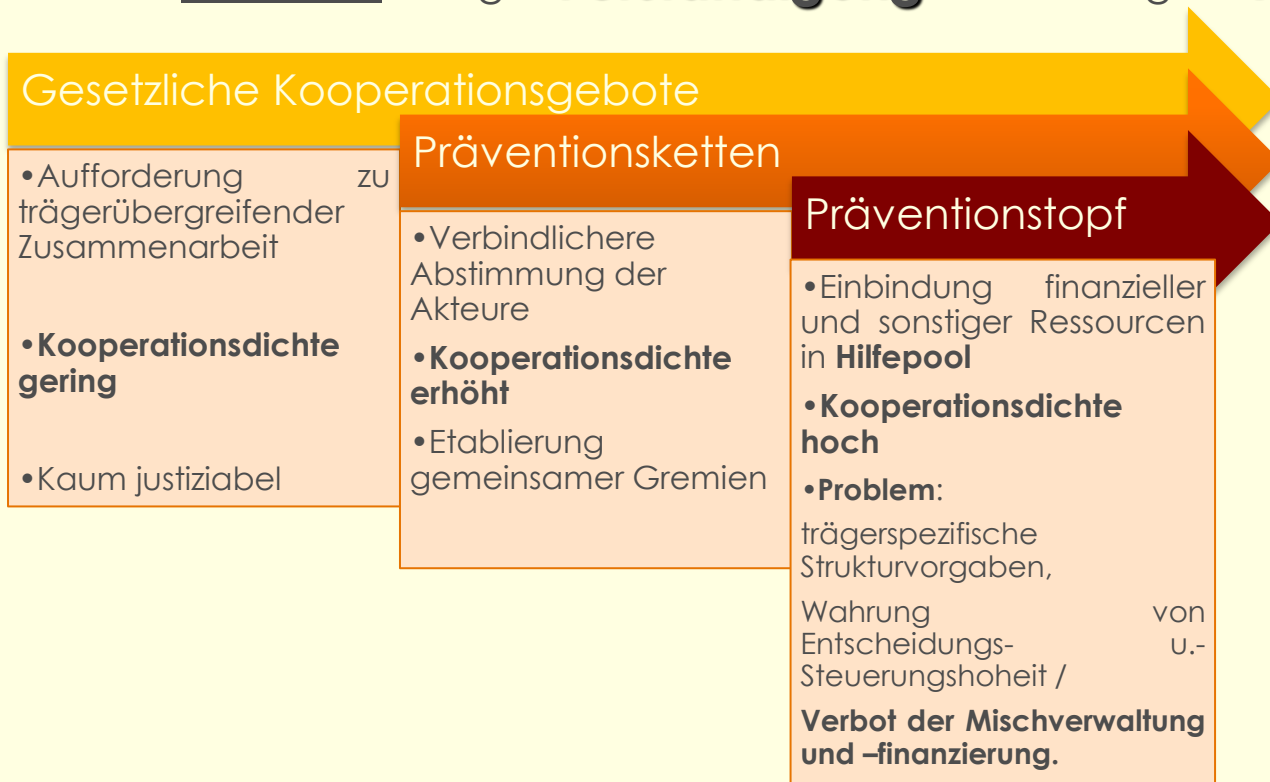 Gesetzliche Kooperationsgebote
•Aufforderung zu
trägerübergreifender
Zusammenarbeit
•Kooperationsdichte
gering
•Kaum justiziabel
Präventionsketten
•Verbindlichere
Abstimmung der
Akteure
•Kooperationsdichte
erhöht
•Etablierung
gemeinsamer Gremien
Präventionstopf
•Einbindung finanzieller
und sonstiger Ressourcen
in Hilfepool
•Kooperationsdichte
hoch
•Problem:
trägerspezifische
Strukturvorgaben,
Wahrung von
Entscheidungs- u.-
Steuerungshoheit /
Verbot der Mischverwaltung
und –finanzierung.